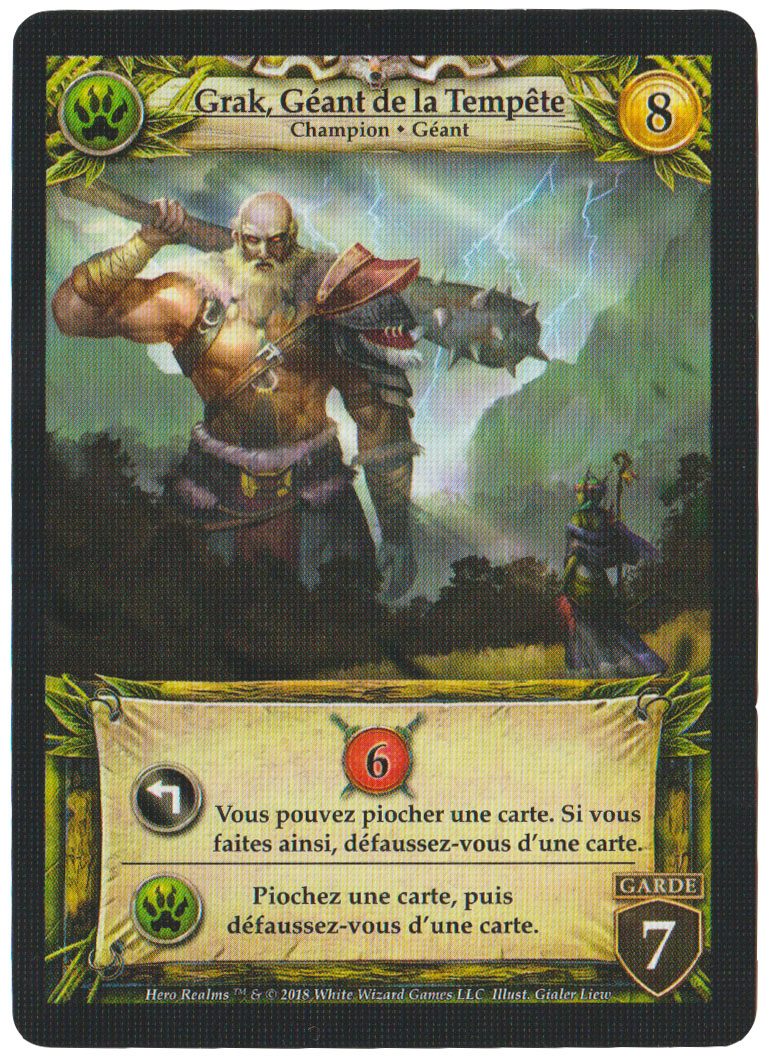 Grak, Géant de la Tempête
8
Champion • Géant
6
Vous pouvez piocher une carte. Si vous
faites ainsi, défaussez-vous d'une carte.
Piochez une carte, puis
défaussez-vous d'une carte.
GARDE
7
Hero Realms ™ & © 2018 White Wizard Games LLC Illust. Gialer Liew